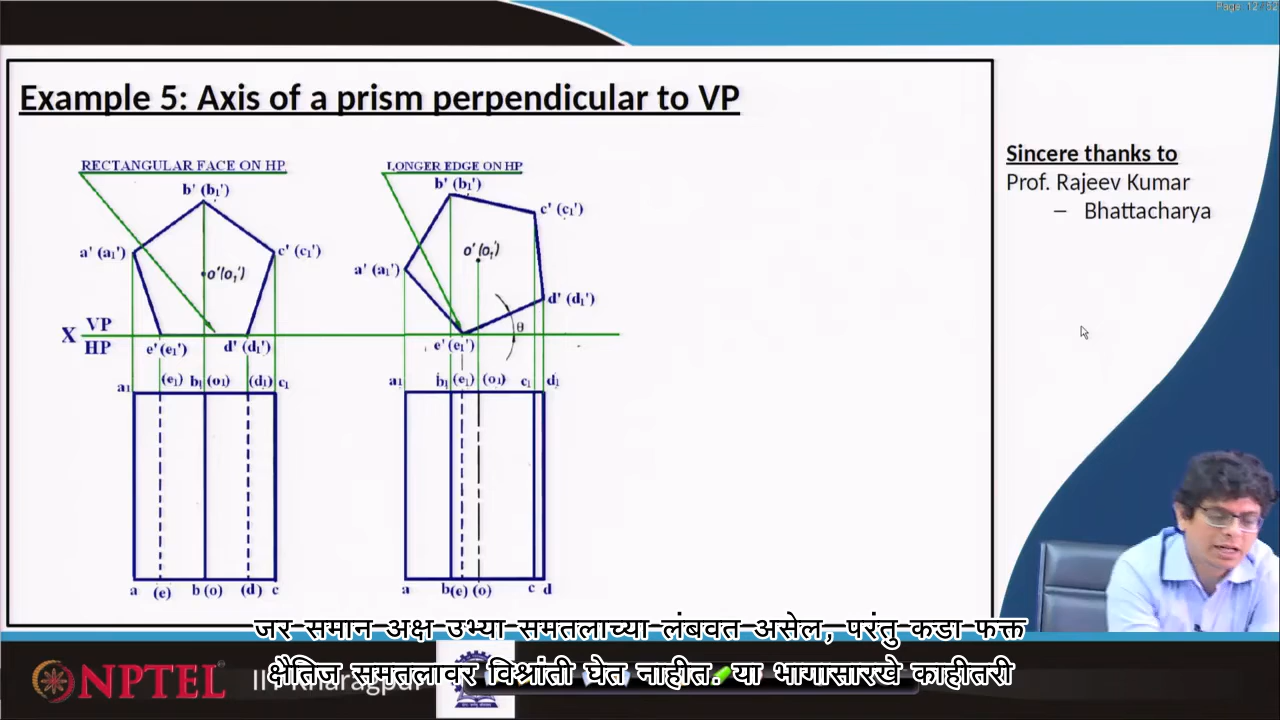 Page 12/52
Example 5: Axis of a prism perpendicular to VP
Sincere thanks to
Prof. Rajeev Kumar
– Bhattacharya
RECTANGULAR FACE ON HP
b' (b₁')
a' (a₁')
c' (c₁')
o'(o₁')
X
VP
HP
e' (e₁') d' (d₁')
a₁ (e₁) b₁ (o₁) (d₁) c₁
a (e) b (o) (d) c
LONGER EDGE ON HP
b' (b₁')
c' (c₁')
o' (o₁')
a' (a₁')
d' (d₁')
θ
e' (e₁')
a₁ b₁ (e₁) (o₁) c₁ d₁
a b(e) (o) c d
जर समान अक्ष उभ्या समतलाच्या लंबवत असेल, परंतु कडा फक्त
क्षैतिज समतलावर विश्रांती घेत नाहीत. या भागासारखे काहीतरी
NPTEL
IIT Kharagpur